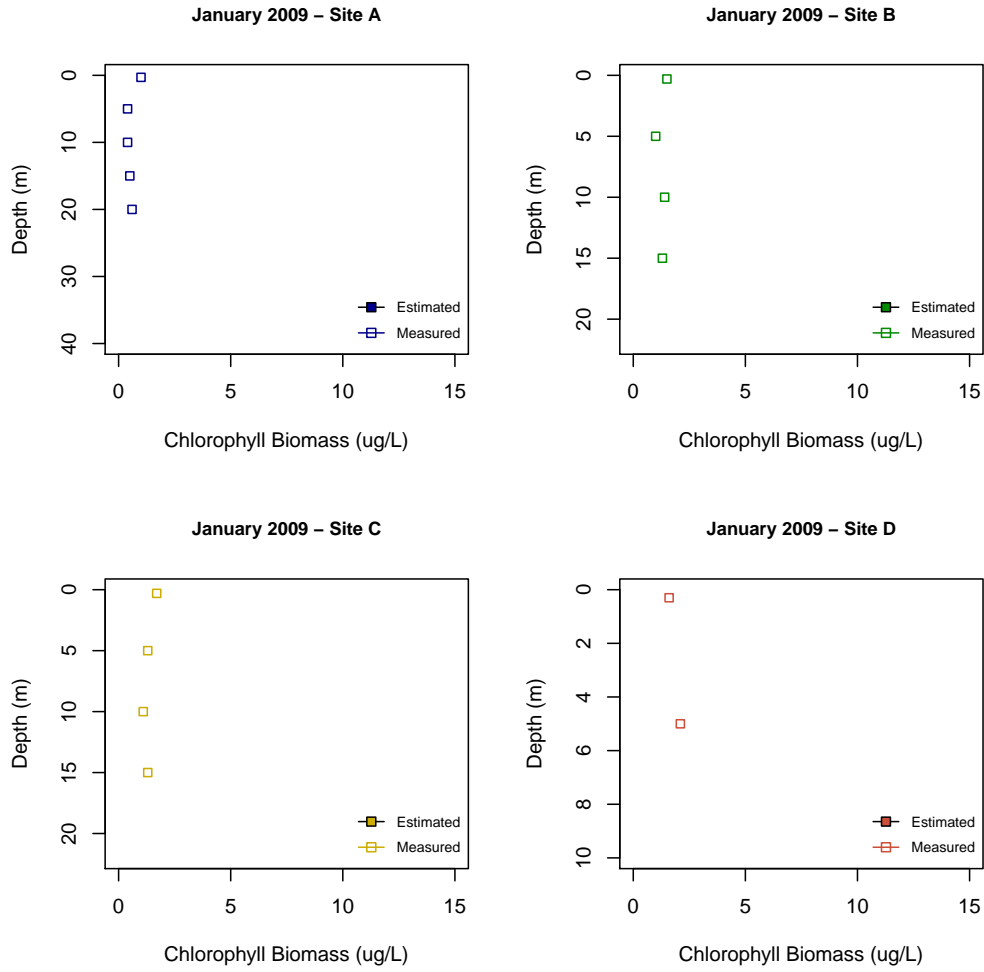 January 2009 – Site A
Depth (m)
0
10
20
30
40
Estimated
Measured
0
5
10
15
Chlorophyll Biomass (ug/L)
January 2009 – Site B
Depth (m)
0
5
10
15
20
Estimated
Measured
0
5
10
15
Chlorophyll Biomass (ug/L)
January 2009 – Site C
Depth (m)
0
5
10
15
20
Estimated
Measured
0
5
10
15
Chlorophyll Biomass (ug/L)
January 2009 – Site D
Depth (m)
0
2
4
6
8
10
Estimated
Measured
0
5
10
15
Chlorophyll Biomass (ug/L)